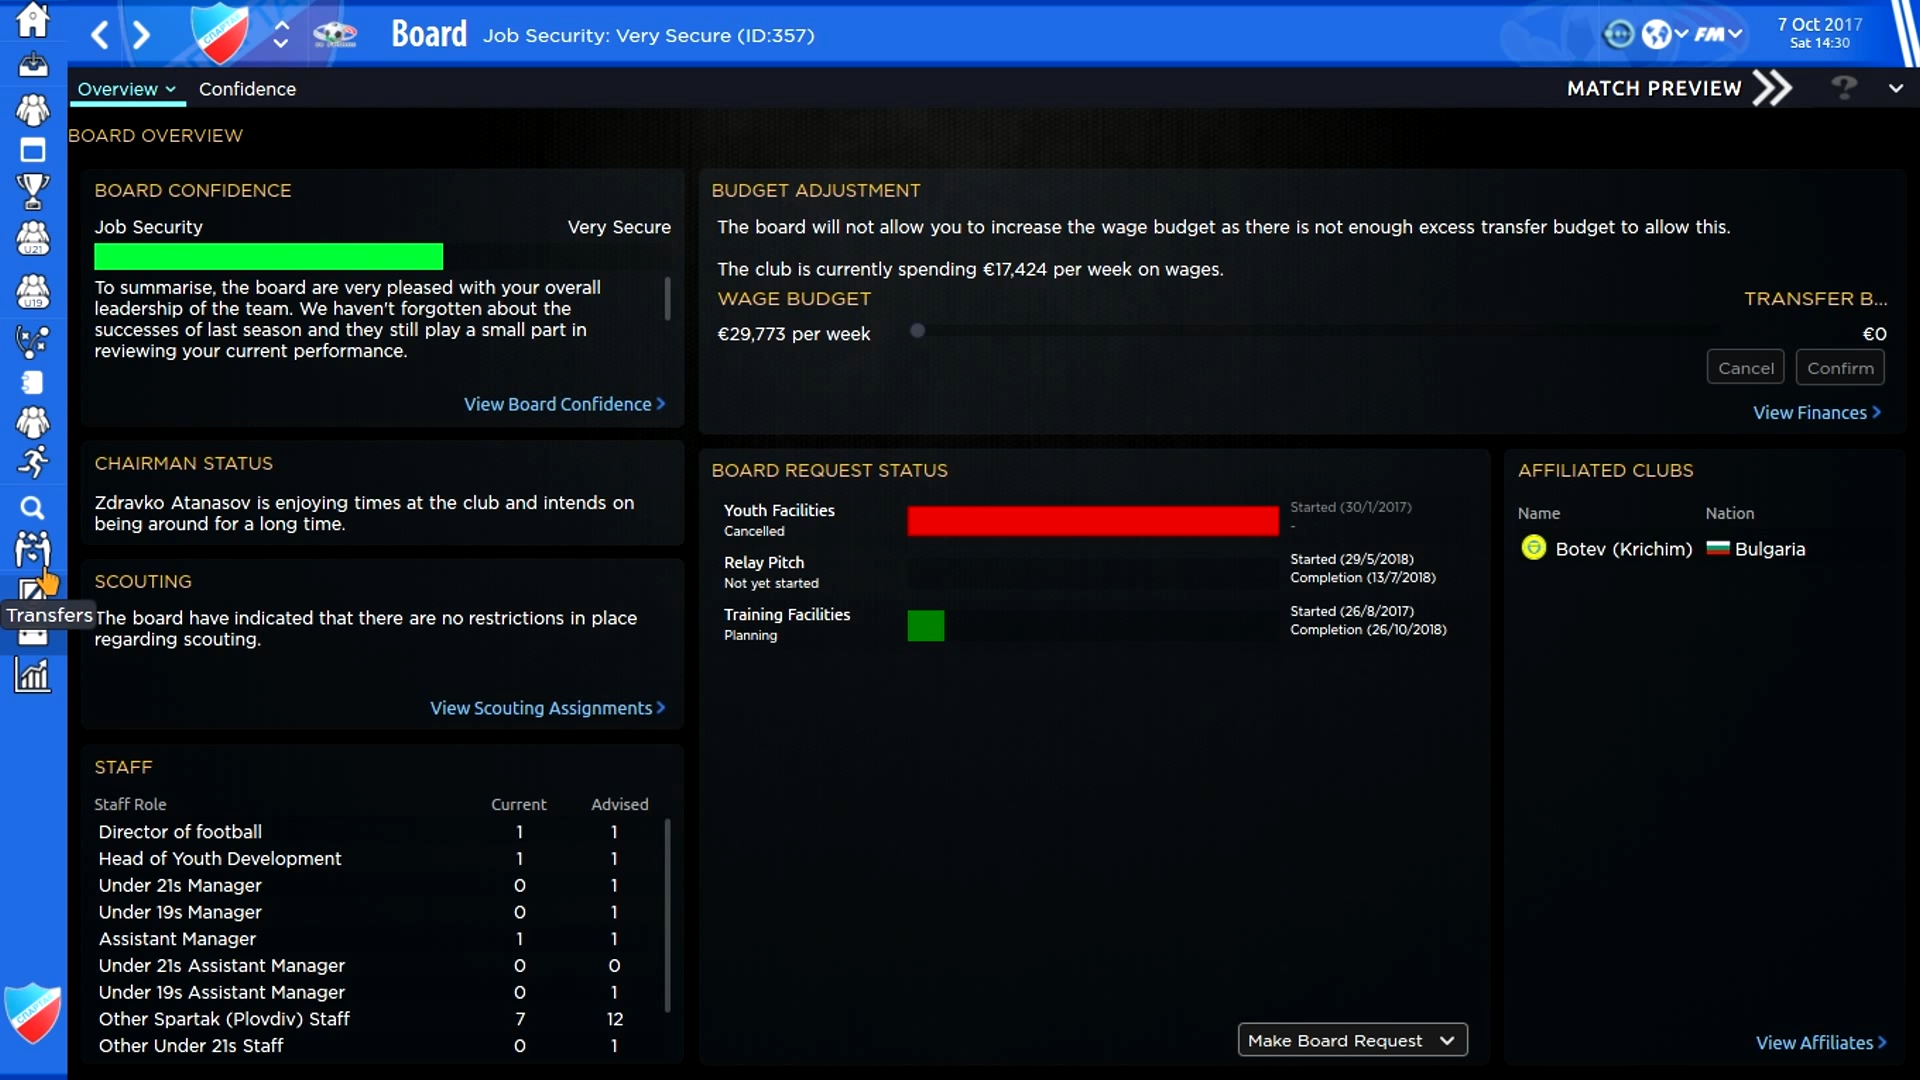 Board
Job Security: Very Secure (ID:357)
FM
7 Oct 2017
Sat 14:30
Overview
Confidence
MATCH PREVIEW
?
BOARD OVERVIEW
BOARD CONFIDENCE
Job Security
Very Secure
To summarise, the board are very pleased with your overall
leadership of the team. We haven't forgotten about the
successes of last season and they still play a small part in
reviewing your current performance.
View Board Confidence
CHAIRMAN STATUS
Zdravko Atanasov is enjoying times at the club and intends on
being around for a long time.
SCOUTING
The board have indicated that there are no restrictions in place
regarding scouting.
View Scouting Assignments
STAFF
Staff Role Current Advised
Director of football 1 1
Head of Youth Development 1 1
Under 21s Manager 0 1
Under 19s Manager 0 1
Assistant Manager 1 1
Under 21s Assistant Manager 0 0
Under 19s Assistant Manager 0 1
Other Spartak (Plovdiv) Staff 7 12
Other Under 21s Staff 0 1
BUDGET ADJUSTMENT
The board will not allow you to increase the wage budget as there is not enough excess transfer budget to allow this.
The club is currently spending €17,424 per week on wages.
WAGE BUDGET
TRANSFER B...
€29,773 per week
€0
Cancel
Confirm
View Finances
BOARD REQUEST STATUS
Youth Facilities
Cancelled
Started (30/1/2017)
-
Relay Pitch
Not yet started
Started (29/5/2018)
Completion (13/7/2018)
Training Facilities
Planning
Started (26/8/2017)
Completion (26/10/2018)
Make Board Request
AFFILIATED CLUBS
Name Nation
Botev (Krichim) Bulgaria
View Affiliates
U21
U19
Transfers
СПАРТАК
СПАРТАК